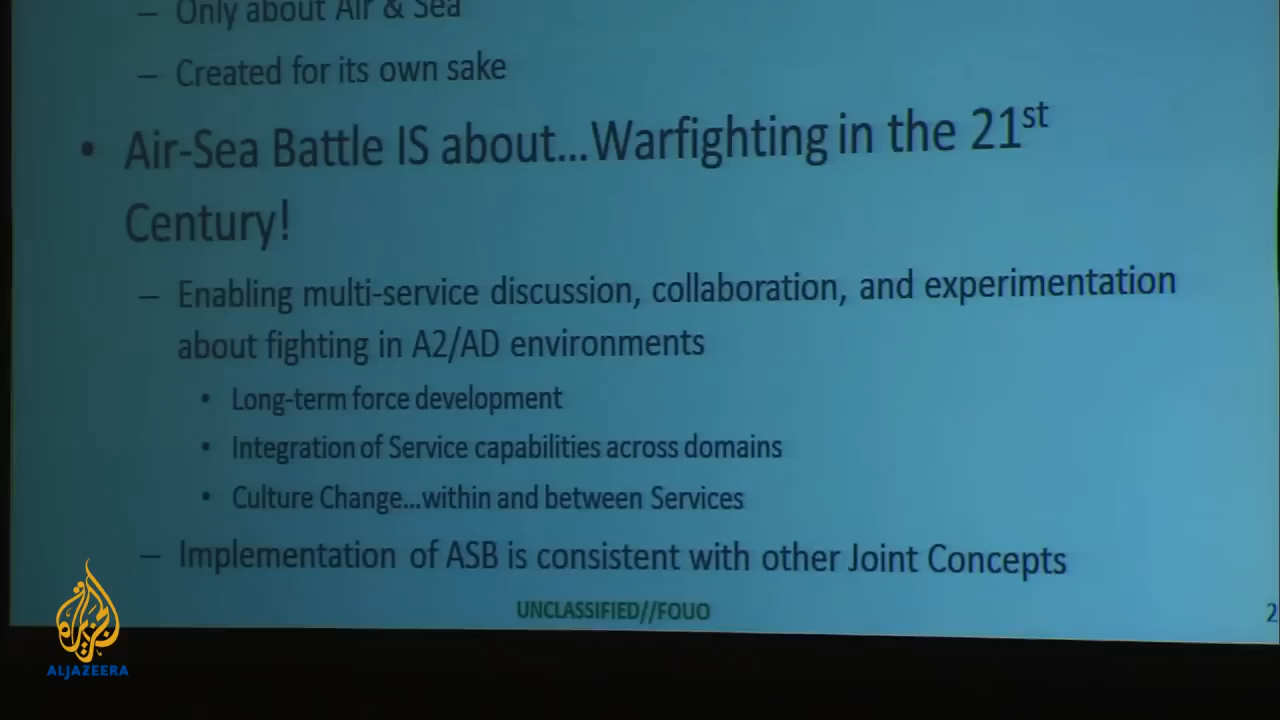 – Only about Air & Sea
– Created for its own sake
• Air-Sea Battle IS about...Warfighting in the 21st
Century!
– Enabling multi-service discussion, collaboration, and experimentation
about fighting in A2/AD environments
• Long-term force development
• Integration of Service capabilities across domains
• Culture Change...within and between Services
– Implementation of ASB is consistent with other Joint Concepts
UNCLASSIFIED//FOUO
2
الجزيرة
ALJAZEERA